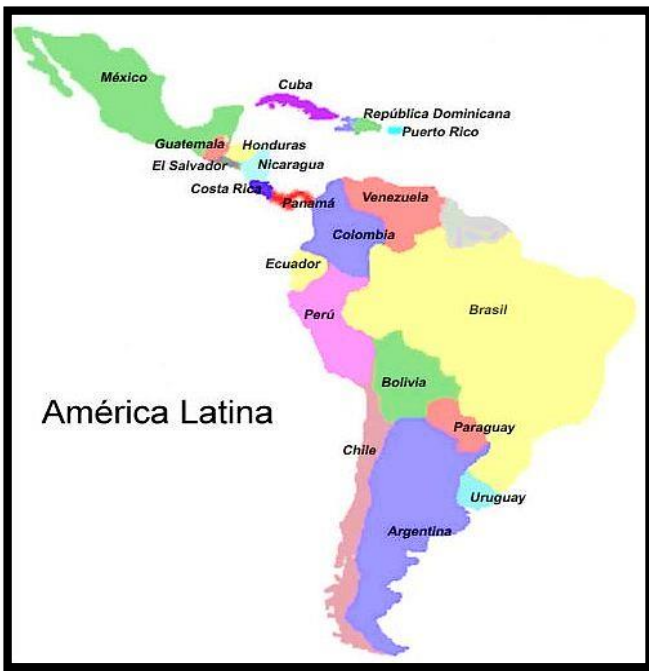 México
Cuba
República Dominicana
Puerto Rico
Guatemala
Honduras
El Salvador
Nicaragua
Costa Rica
Panamá
Venezuela
Colombia
Ecuador
Brasil
Perú
Bolivia
América Latina
Paraguay
Chile
Uruguay
Argentina